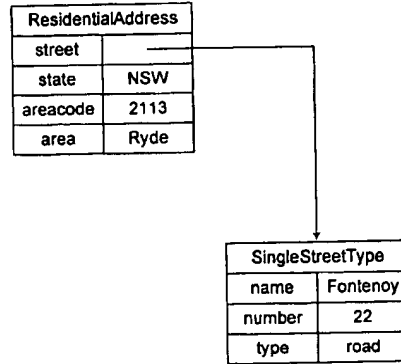 ResidentialAddress
street
state NSW
areacode 2113
area Ryde
SingleStreetType
name Fontenoy
number 22
type road